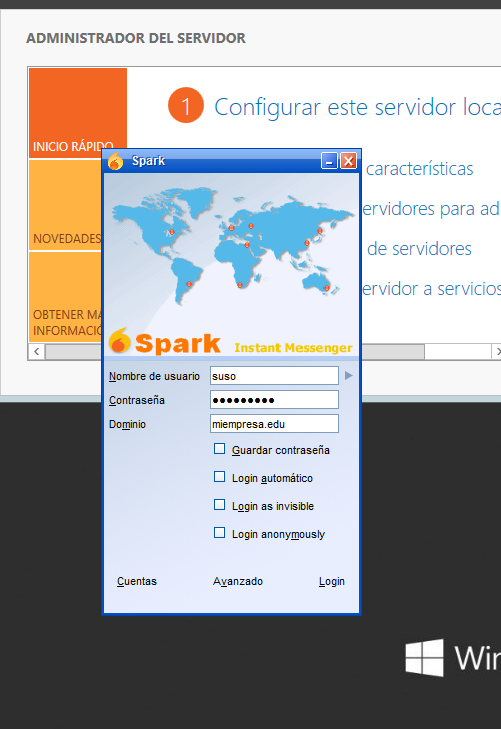 ADMINISTRADOR DEL SERVIDOR
INICIO RÁPIDO
1 Configurar este servidor loca
características
ervidores para ad
NOVEDADES
de servidores
ervidor a servicios
OBTENER MÁ
INFORMACIÓ
Spark
Spark Instant Messenger
Nombre de usuario suso
Contraseña ●●●●●●●●●
Dominio miempresa.edu
Guardar contraseña
Login automático
Login as invisible
Login anonymously
Cuentas Avanzado Login
Win